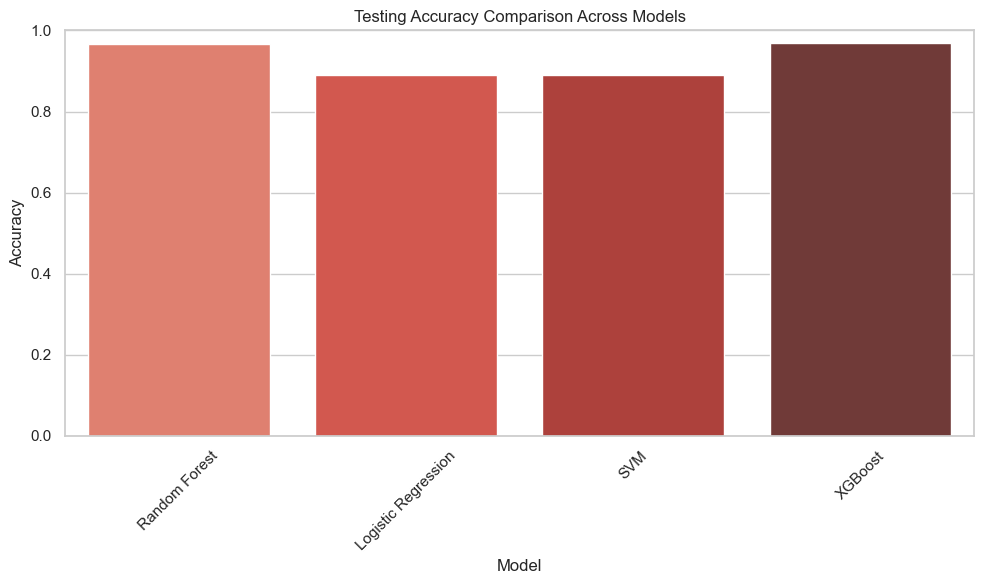 Testing Accuracy Comparison Across Models
Accuracy
1.0
0.8
0.6
0.4
0.2
0.0
Random Forest
Logistic Regression
SVM
XGBoost
Model